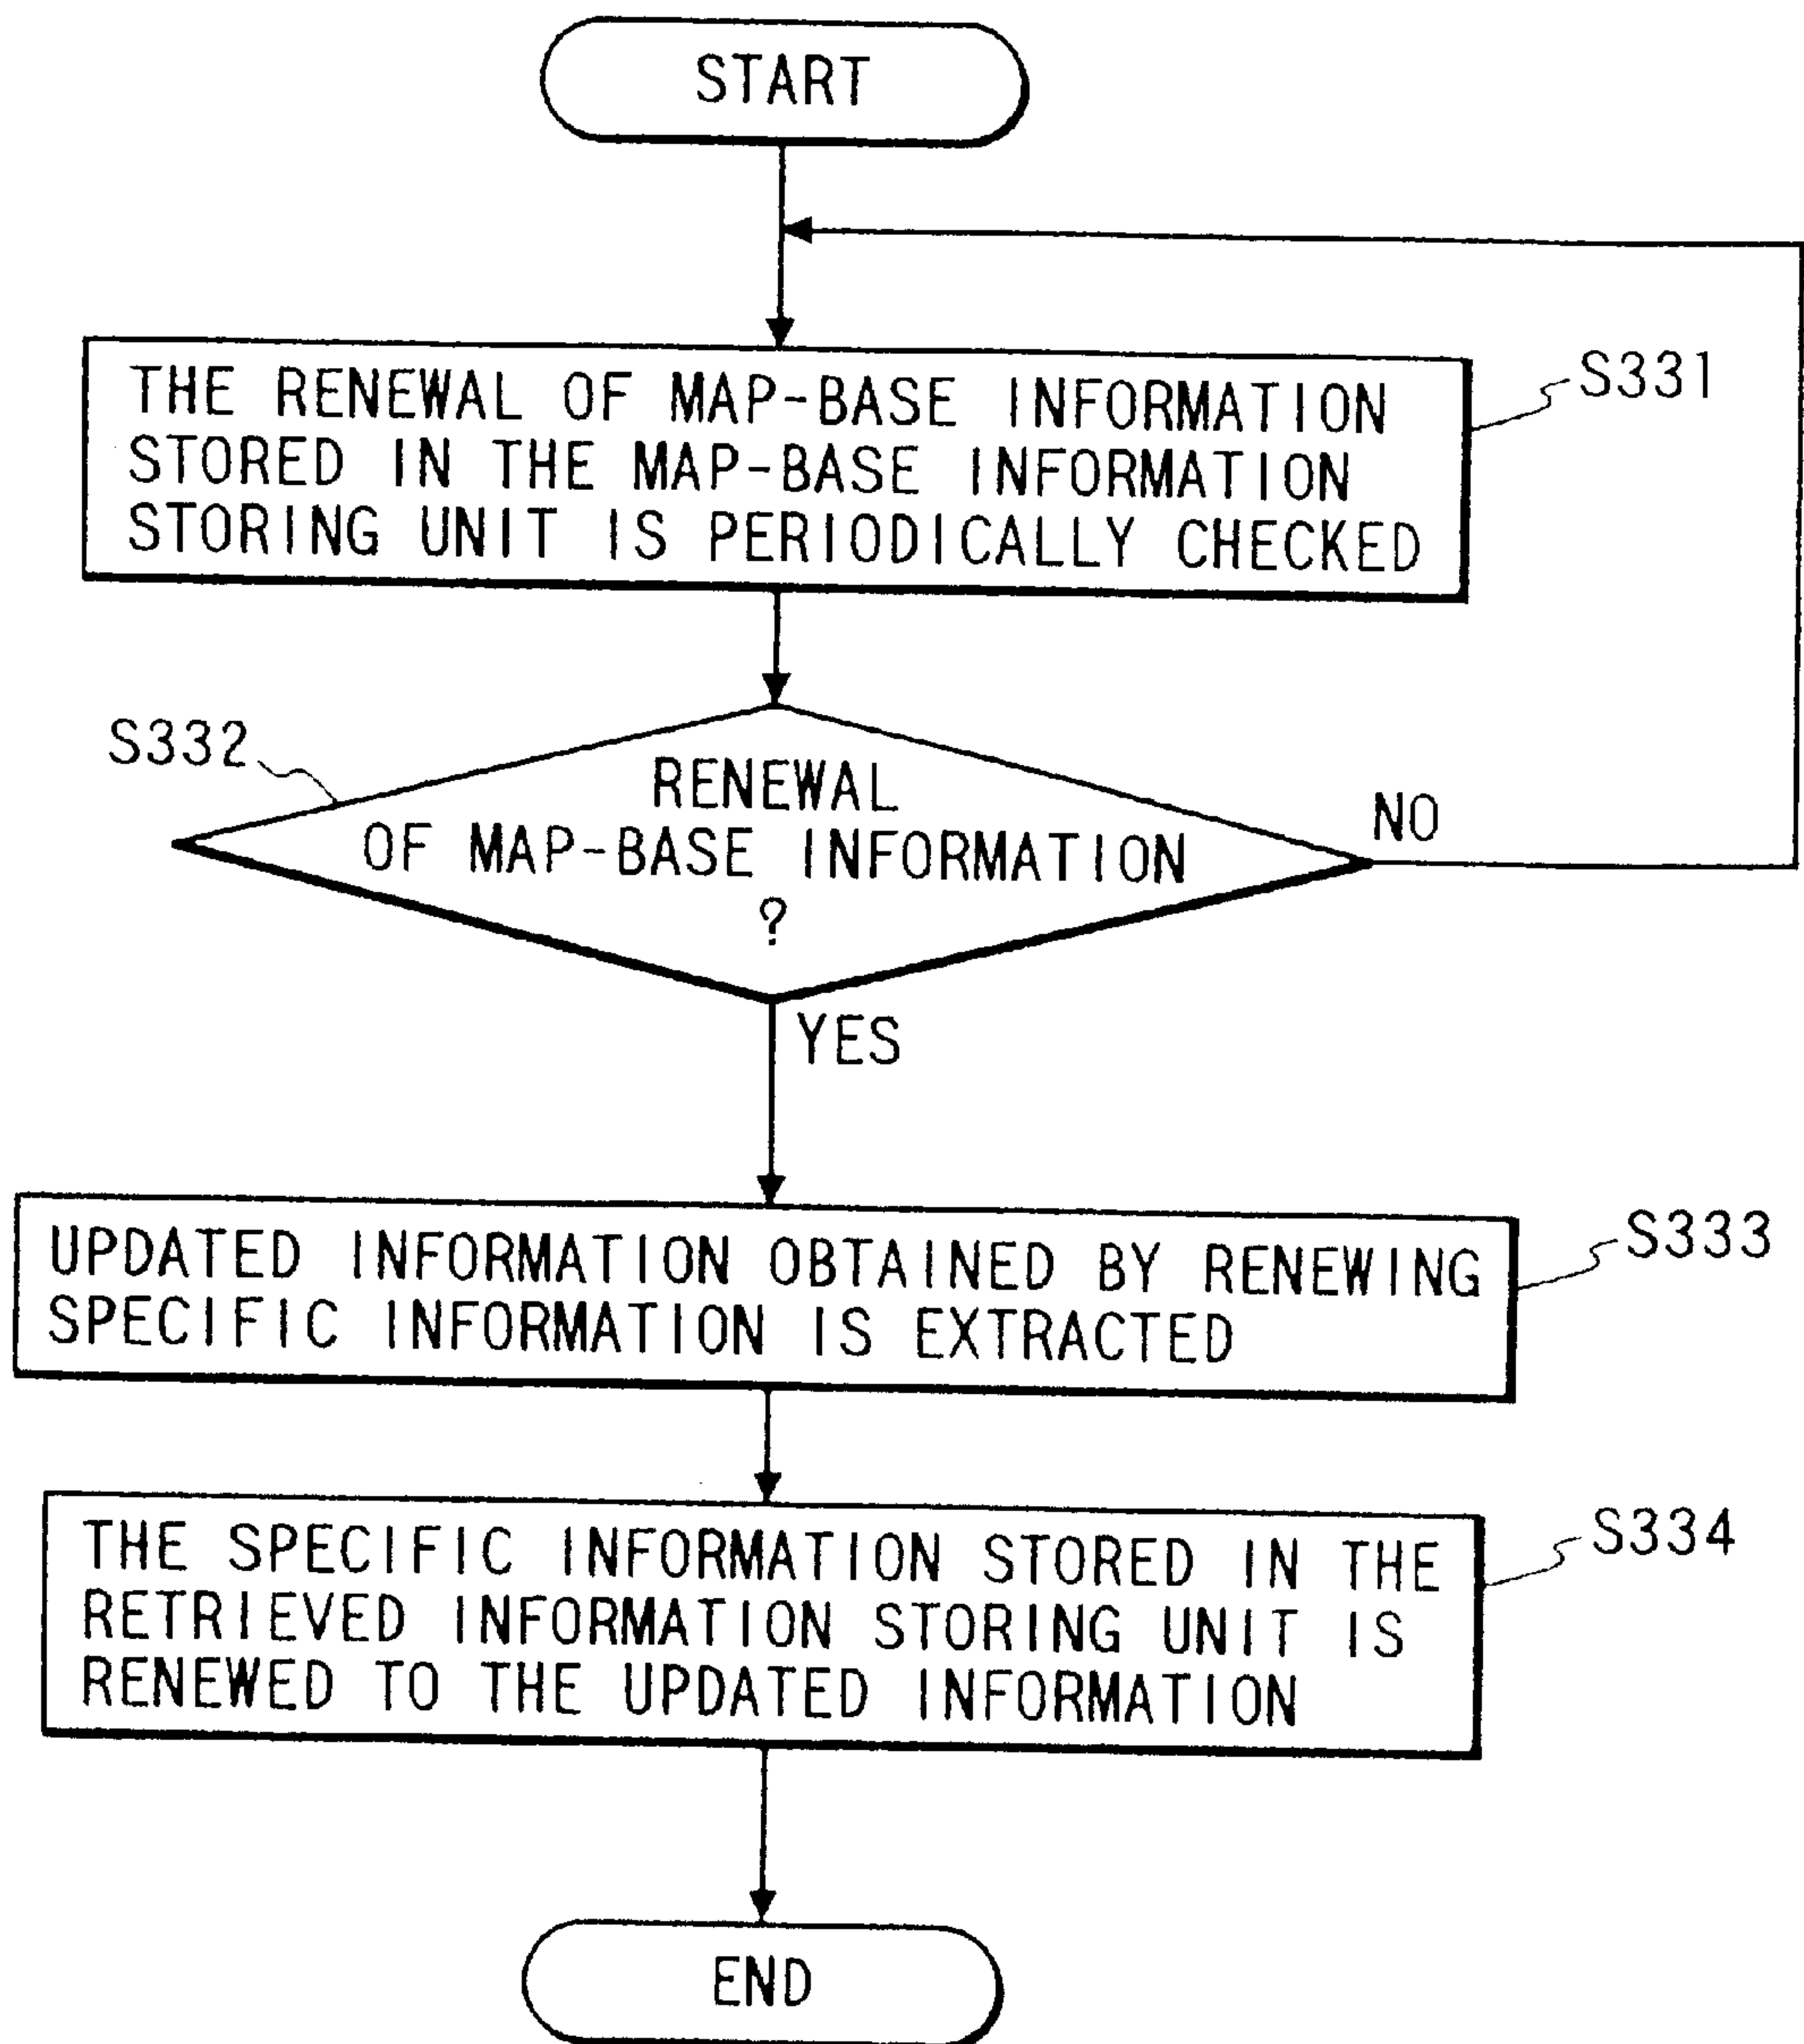 START
THE RENEWAL OF MAP-BASE INFORMATION
STORED IN THE MAP-BASE INFORMATION
STORING UNIT IS PERIODICALLY CHECKED
S331
S332
RENEWAL
OF MAP-BASE INFORMATION
?
NO
YES
UPDATED INFORMATION OBTAINED BY RENEWING
SPECIFIC INFORMATION IS EXTRACTED
S333
THE SPECIFIC INFORMATION STORED IN THE
RETRIEVED INFORMATION STORING UNIT IS
RENEWED TO THE UPDATED INFORMATION
S334
END